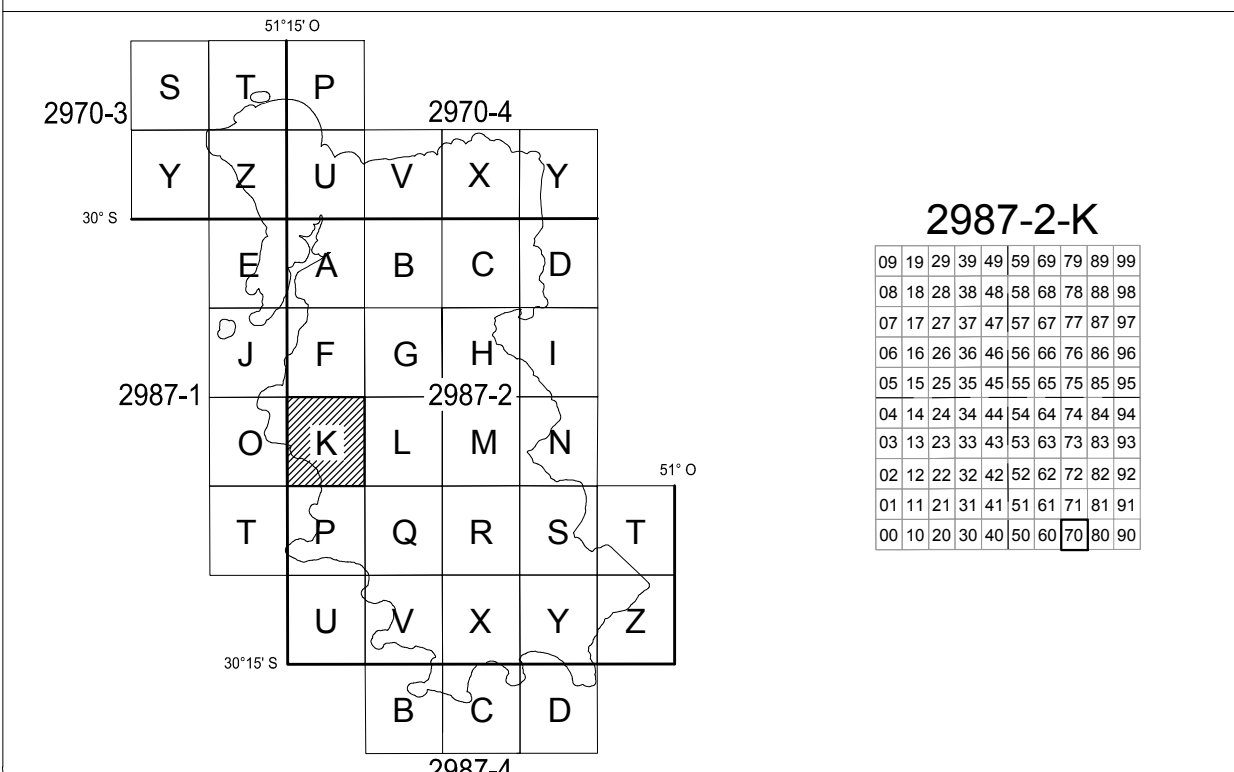 51°15' O
S T P
2970-3
2970-4
Y Z U V X Y
30° S
E A B C D
J F G H I
2987-1
2987-2
O K L M N
51° O
T P Q R S T
U V X Y Z
30°15' S
B C D
2987-4
2987-2-K
09 19 29 39 49 59 69 79 89 99
08 18 28 38 48 58 68 78 88 98
07 17 27 37 47 57 67 77 87 97
06 16 26 36 46 56 66 76 86 96
05 15 25 35 45 55 65 75 85 95
04 14 24 34 44 54 64 74 84 94
03 13 23 33 43 53 63 73 83 93
02 12 22 32 42 52 62 72 82 92
01 11 21 31 41 51 61 71 81 91
00 10 20 30 40 50 60 70 80 90